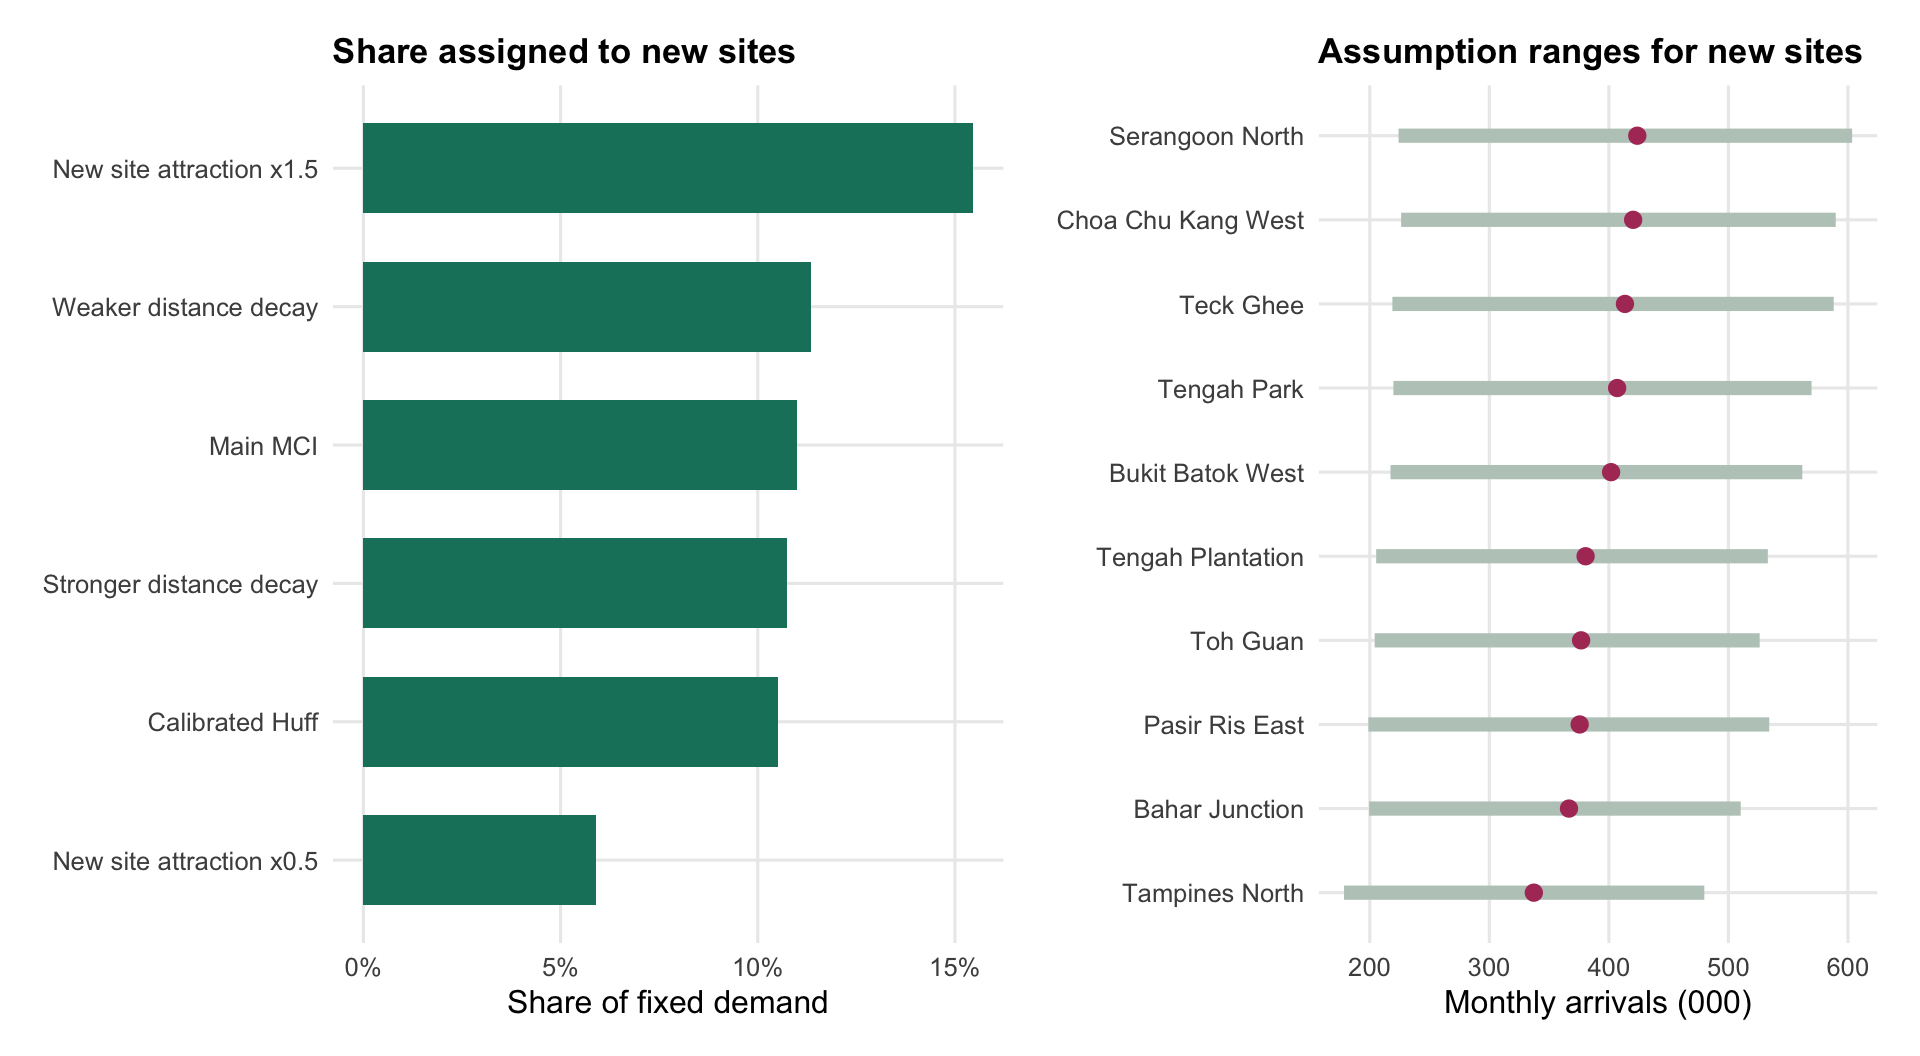 Share assigned to new sites
New site attraction x1.5
Weaker distance decay
Main MCI
Stronger distance decay
Calibrated Huff
New site attraction x0.5
0% 5% 10% 15%
Share of fixed demand
Assumption ranges for new sites
Serangoon North
Choa Chu Kang West
Teck Ghee
Tengah Park
Bukit Batok West
Tengah Plantation
Toh Guan
Pasir Ris East
Bahar Junction
Tampines North
200 300 400 500 600
Monthly arrivals (000)